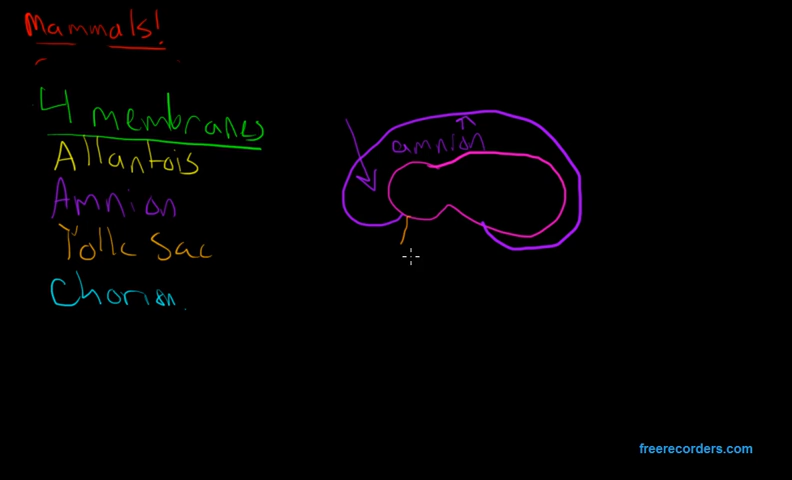 Mammals!
4 membranes
Allantois
Amnion
Yolk Sac
Chorion.
amnion
freerecorders.com